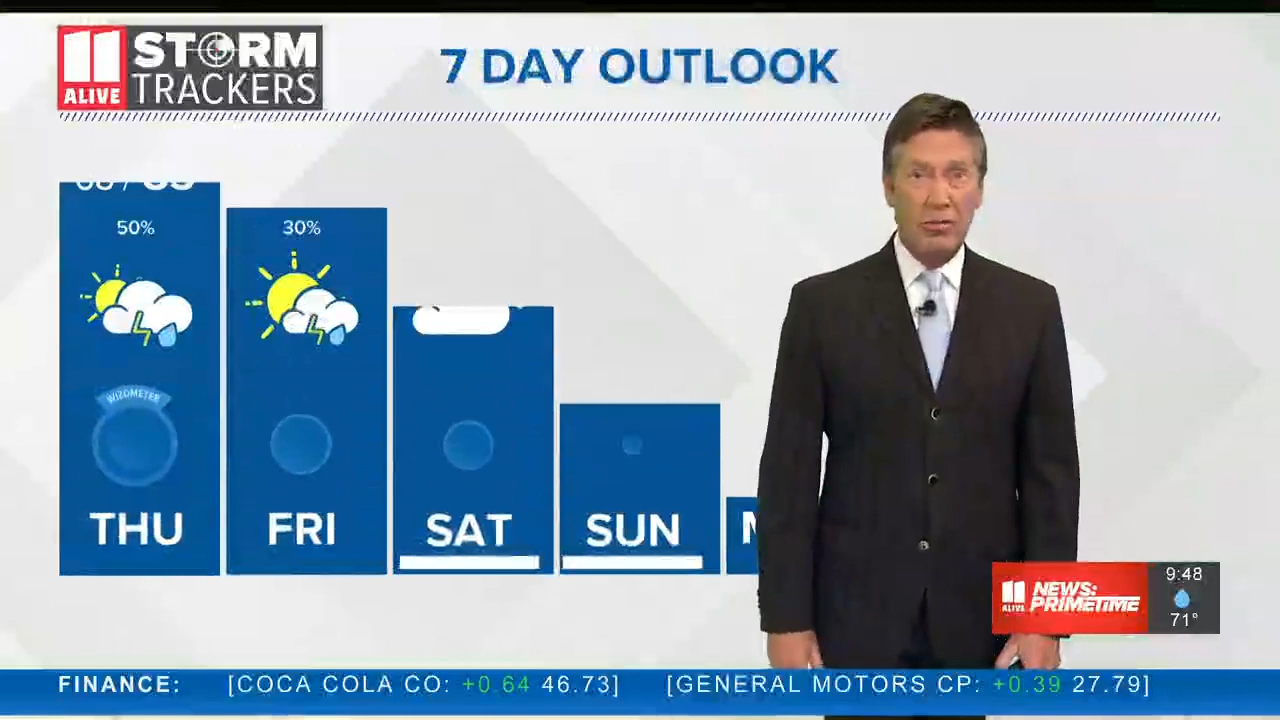 11 ALIVE
STORM
TRACKERS
7 DAY OUTLOOK
50%
30%
WIZOMETER
THU
FRI
SAT
SUN
11 ALIVE
NEWS:
PRIMETIME
9:48
71°
FINANCE: [COCA COLA CO: +0.64 46.73] [GENERAL MOTORS CP: +0.39 27.79]